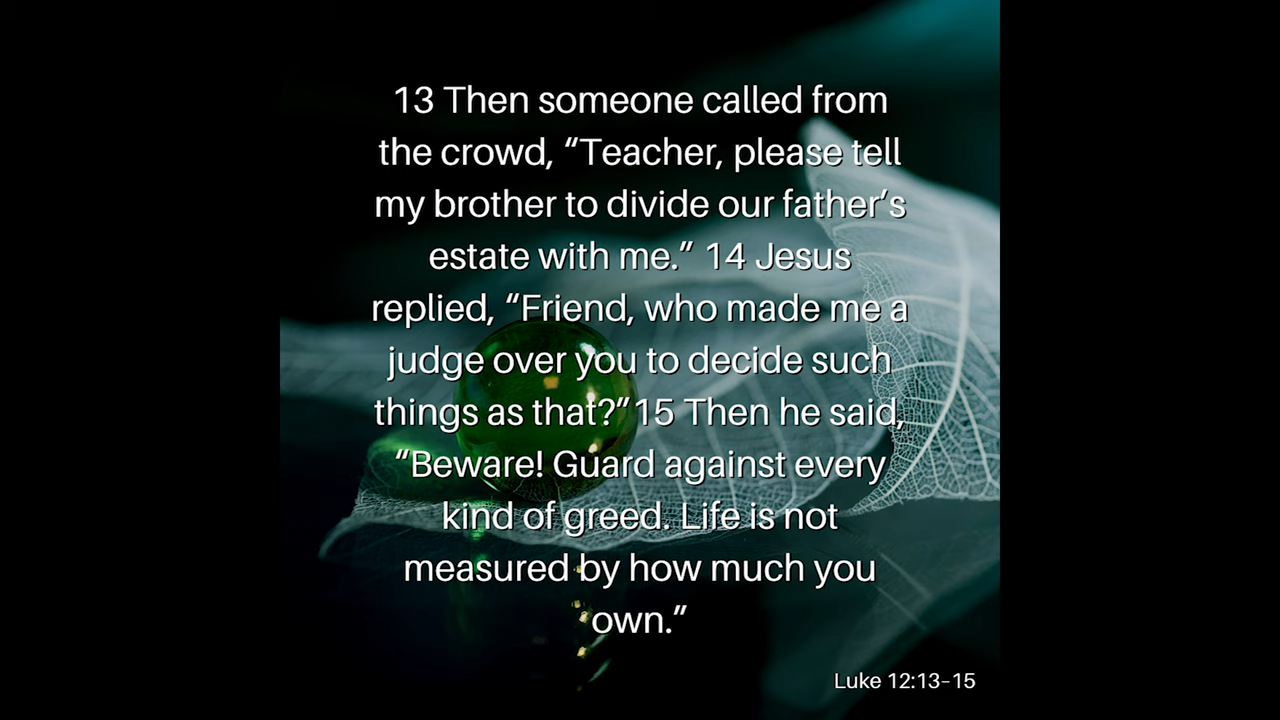 13 Then someone called from
the crowd, “Teacher, please tell
my brother to divide our father’s
estate with me.” 14 Jesus
replied, “Friend, who made me a
judge over you to decide such
things as that?”15 Then he said,
“Beware! Guard against every
kind of greed. Life is not
measured by how much you
own.”
Luke 12:13–15